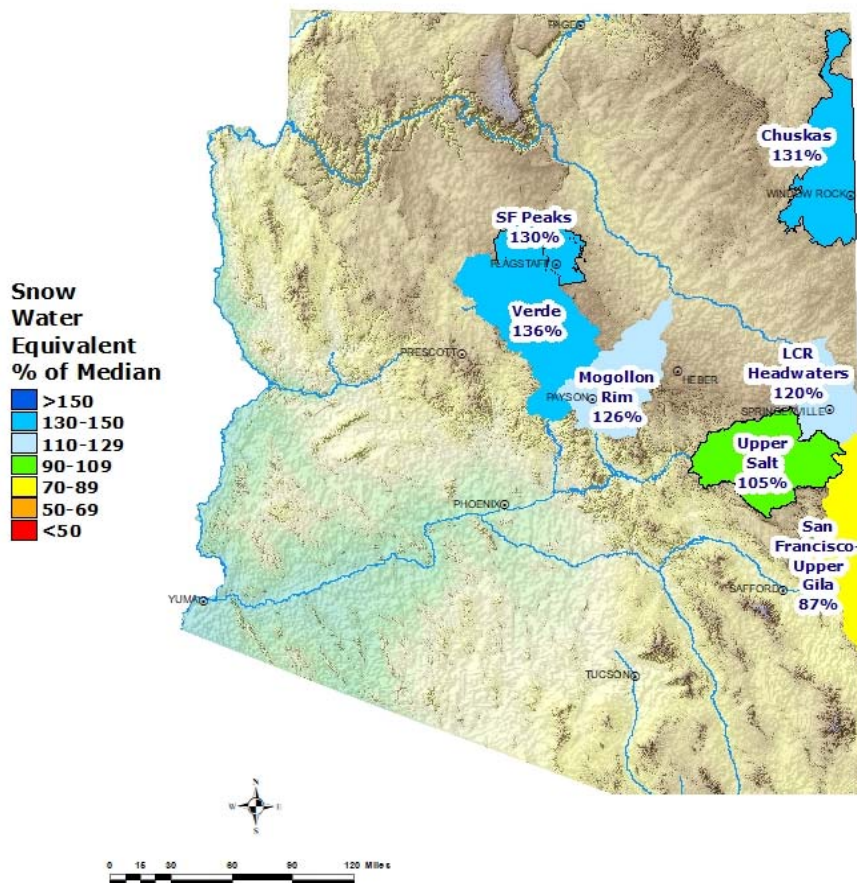 PAGE
Chuskas
131%
WINDOW ROCK
SF Peaks
130%
FLAGSTAFF
Verde
136%
PRESCOTT
Mogollon
Rim
126%
PAYSON
HEBER
LCR
Headwaters
120%
SPRINGERVILLE
Upper
Salt
105%
PHOENIX
San
Francisco-
Upper
Gila
87%
SAFFORD
YUMA
TUCSON
Snow
Water
Equivalent
% of Median
>150
130-150
110-129
90-109
70-89
50-69
<50
N
W E
S
0 15 30 60 90 120 Miles